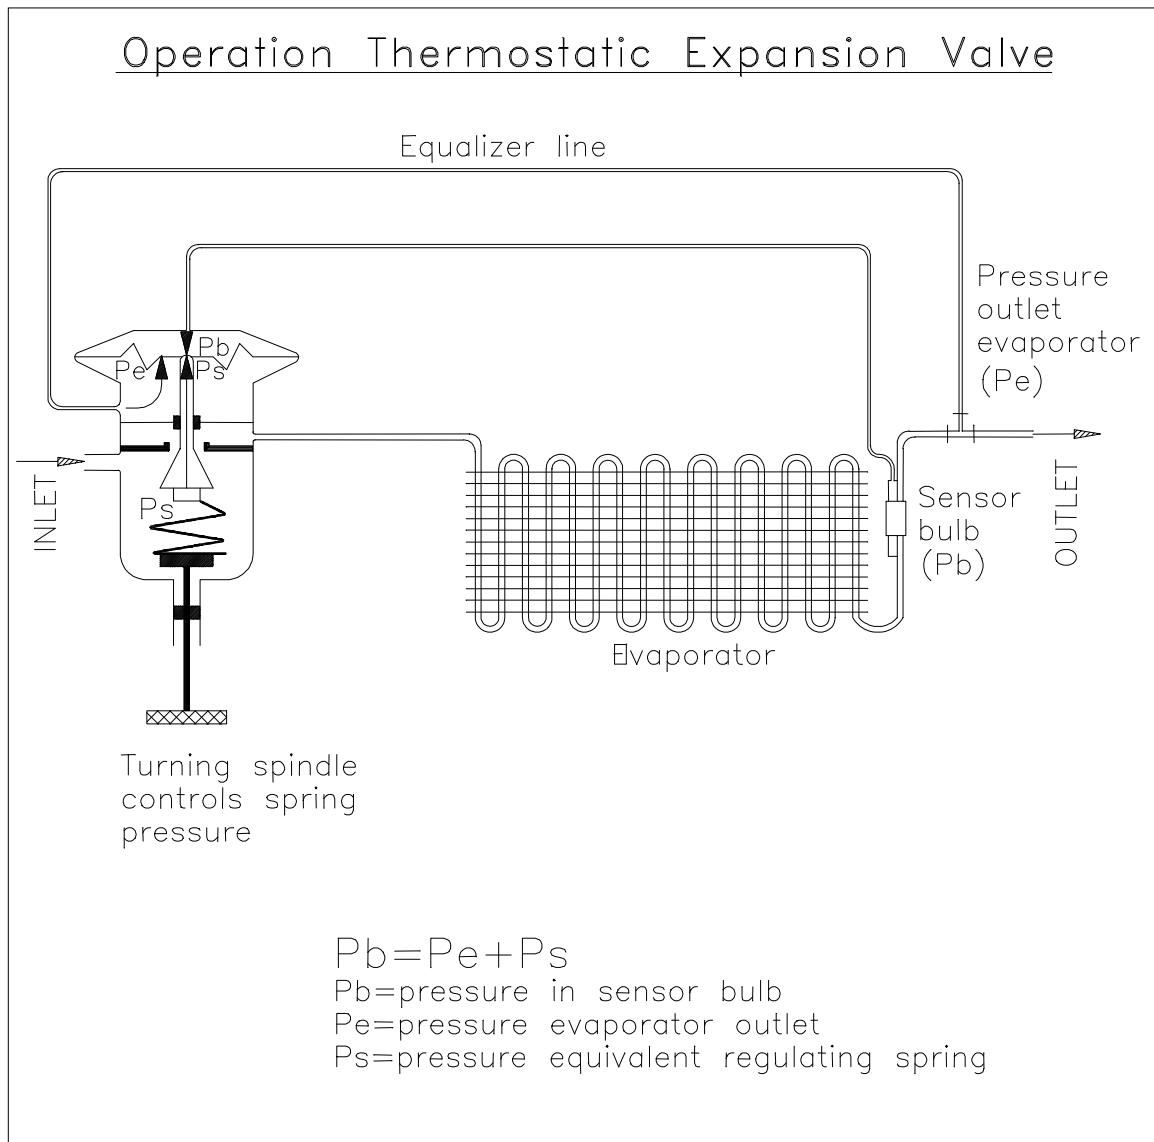 Operation Thermostatic Expansion Valve
Equalizer line
Pressure
outlet
evaporator
(Pe)
Pb
Pe
Ps
INLET
Ps
Sensor
bulb
(Pb)
OUTLET
Evaporator
Turning spindle
controls spring
pressure
Pb=Pe+Ps
Pb=pressure in sensor bulb
Pe=pressure evaporator outlet
Ps=pressure equivalent regulating spring